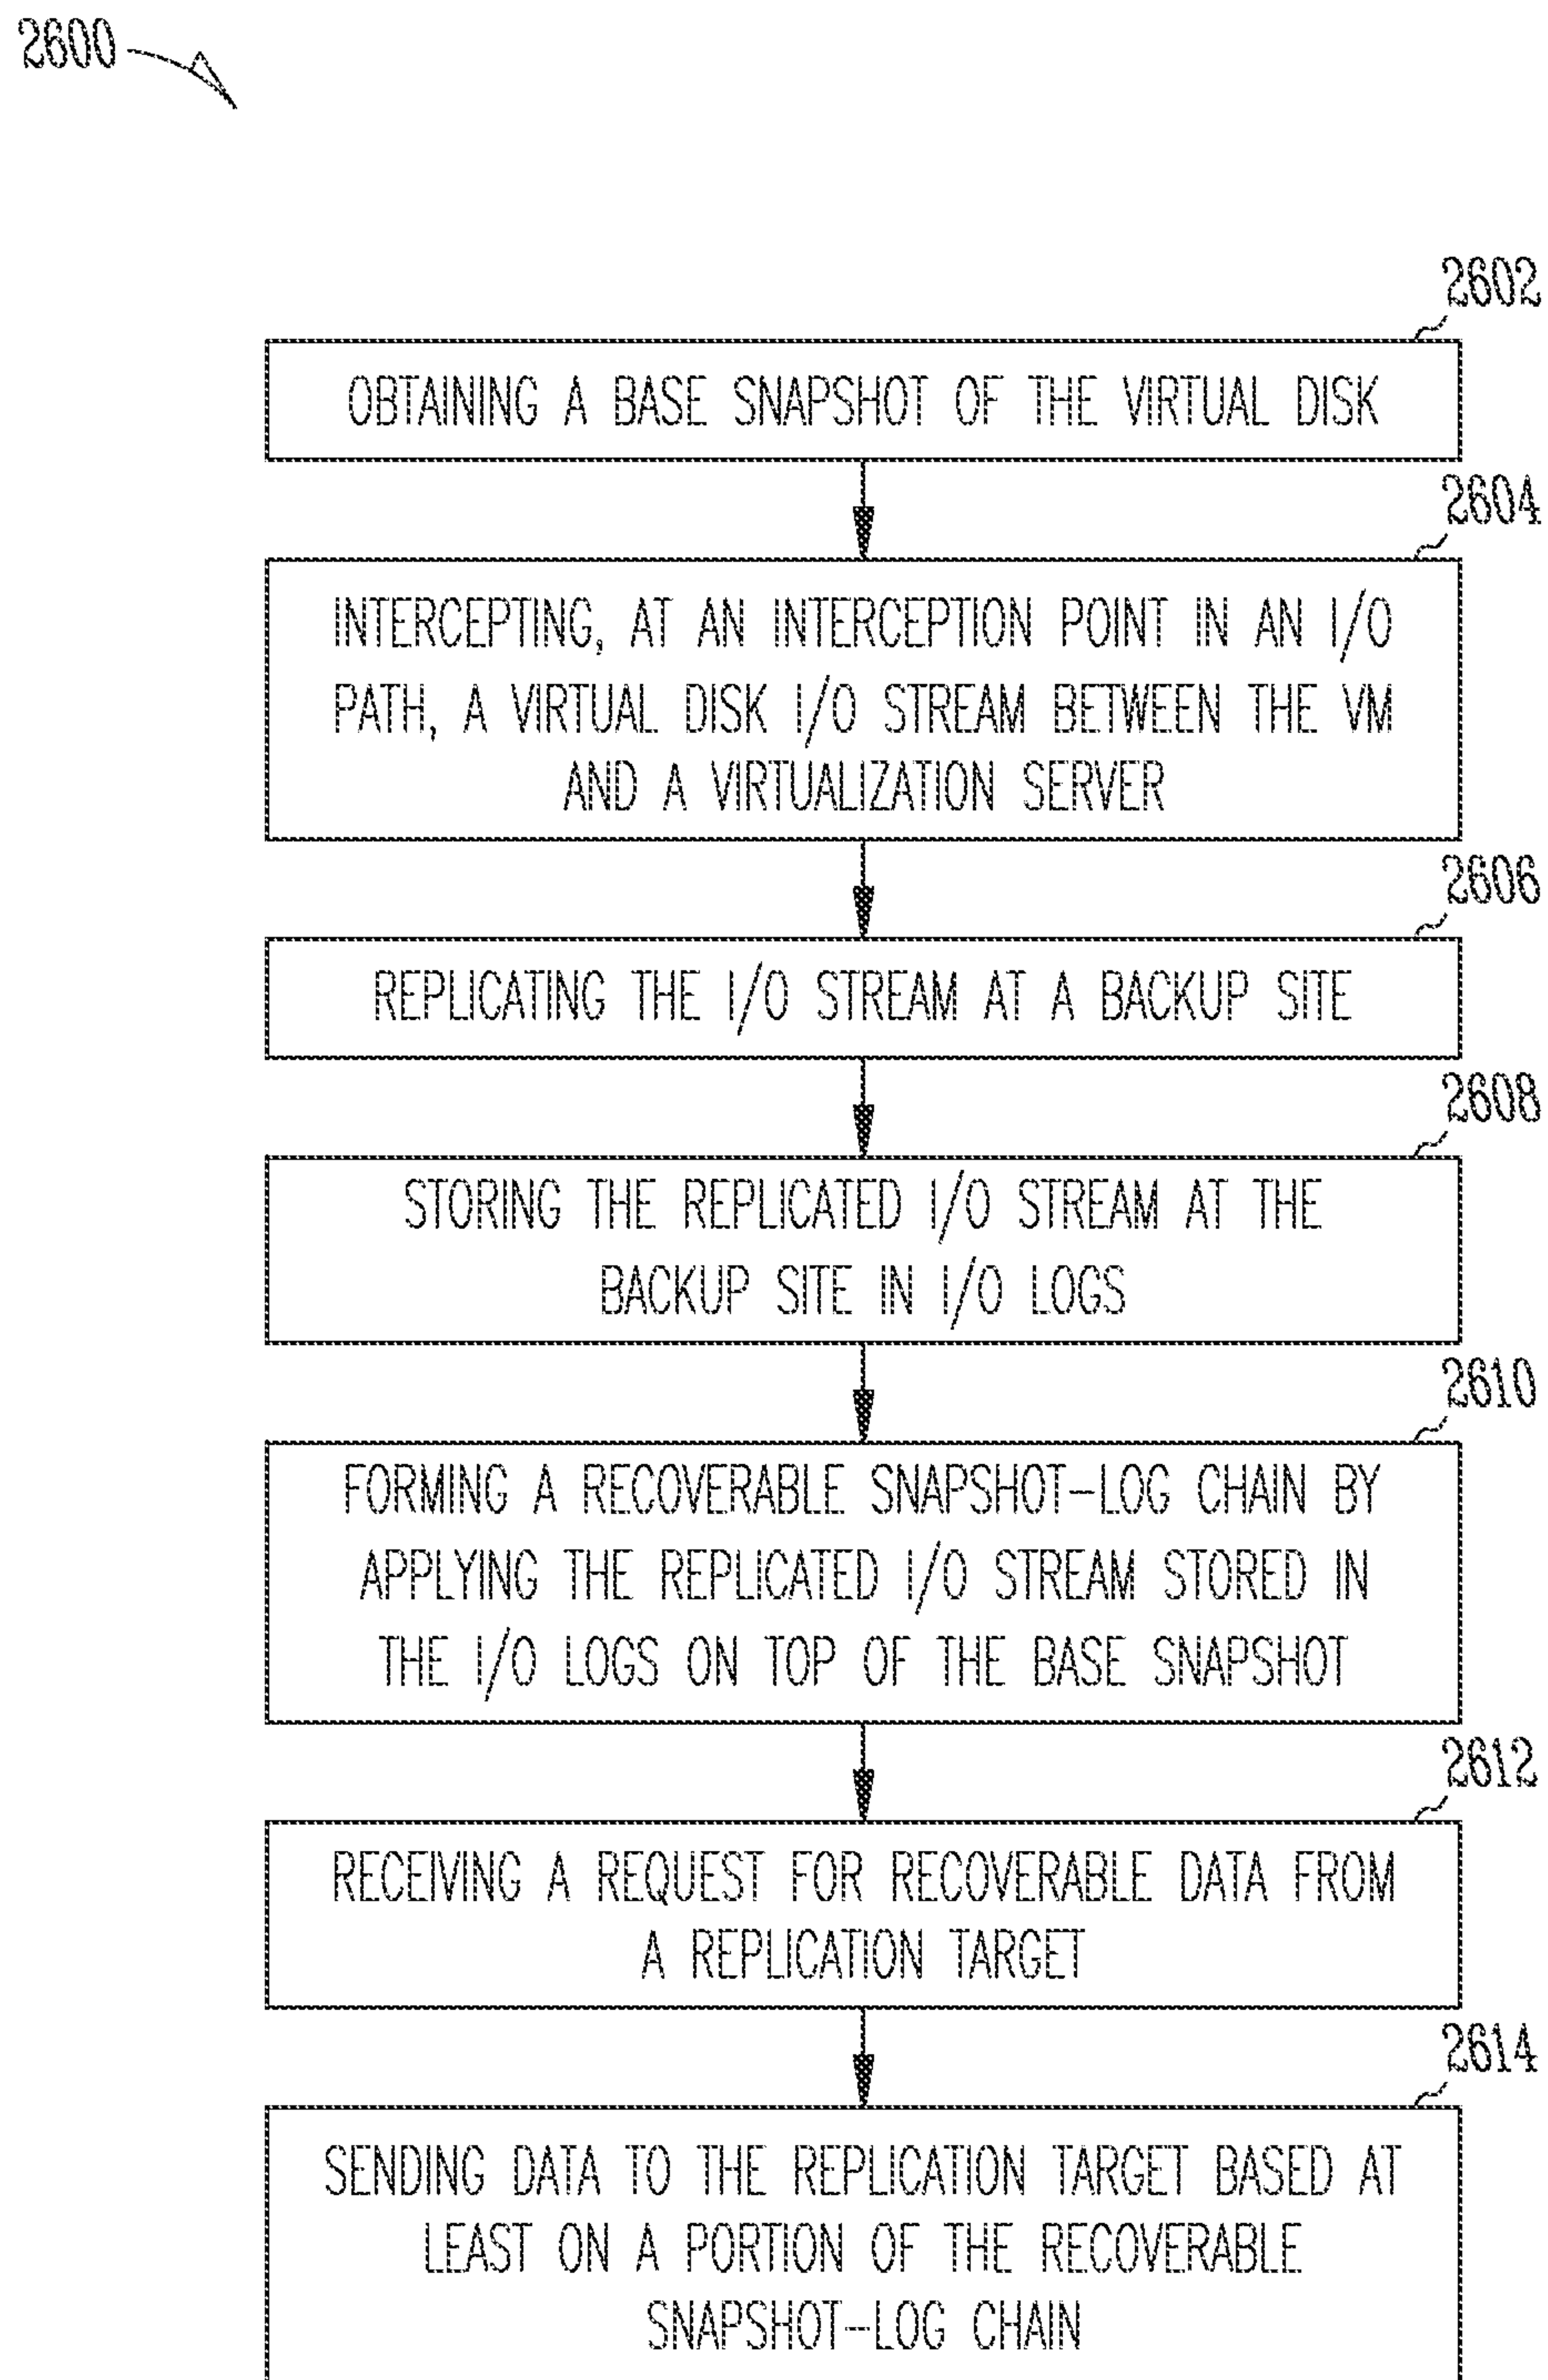 2600
2602
OBTAINING A BASE SNAPSHOT OF THE VIRTUAL DISK
2604
INTERCEPTING, AT AN INTERCEPTION POINT IN AN I/O
PATH, A VIRTUAL DISK I/O STREAM BETWEEN THE VM
AND A VIRTUALIZATION SERVER
2606
REPLICATING THE I/O STREAM AT A BACKUP SITE
2608
STORING THE REPLICATED I/O STREAM AT THE
BACKUP SITE IN I/O LOGS
2610
FORMING A RECOVERABLE SNAPSHOT-LOG CHAIN BY
APPLYING THE REPLICATED I/O STREAM STORED IN
THE I/O LOGS ON TOP OF THE BASE SNAPSHOT
2612
RECEIVING A REQUEST FOR RECOVERABLE DATA FROM
A REPLICATION TARGET
2614
SENDING DATA TO THE REPLICATION TARGET BASED AT
LEAST ON A PORTION OF THE RECOVERABLE
SNAPSHOT-LOG CHAIN